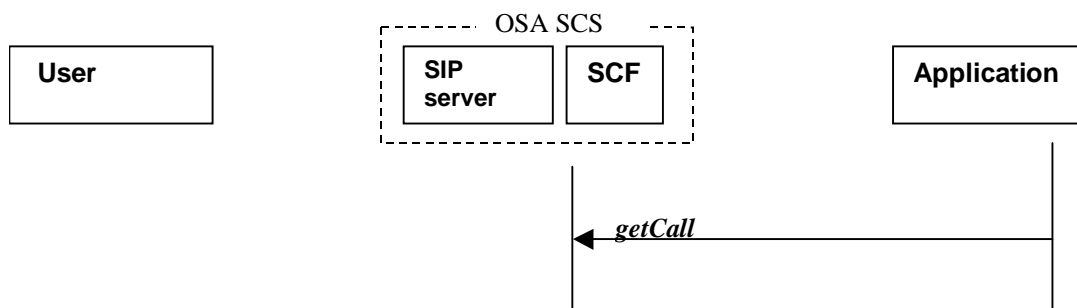 OSA SCS
User
SIP
server
SCF
Application
getCall